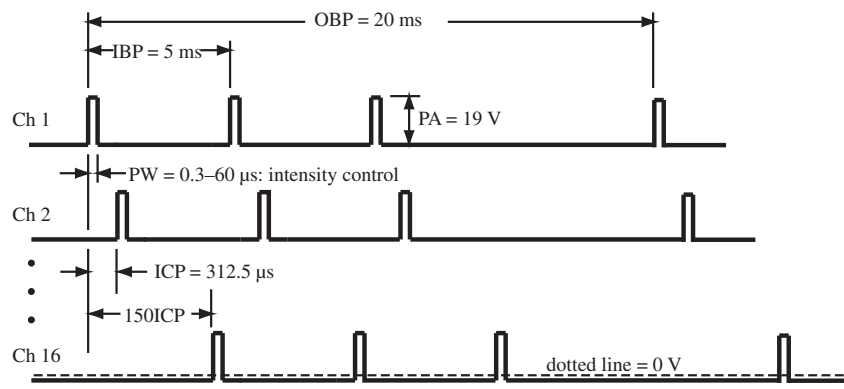 OBP = 20 ms
IBP = 5 ms
Ch 1
PA = 19 V
PW = 0.3–60 μs: intensity control
Ch 2
ICP = 312.5 μs
150ICP
Ch 16
dotted line = 0 V